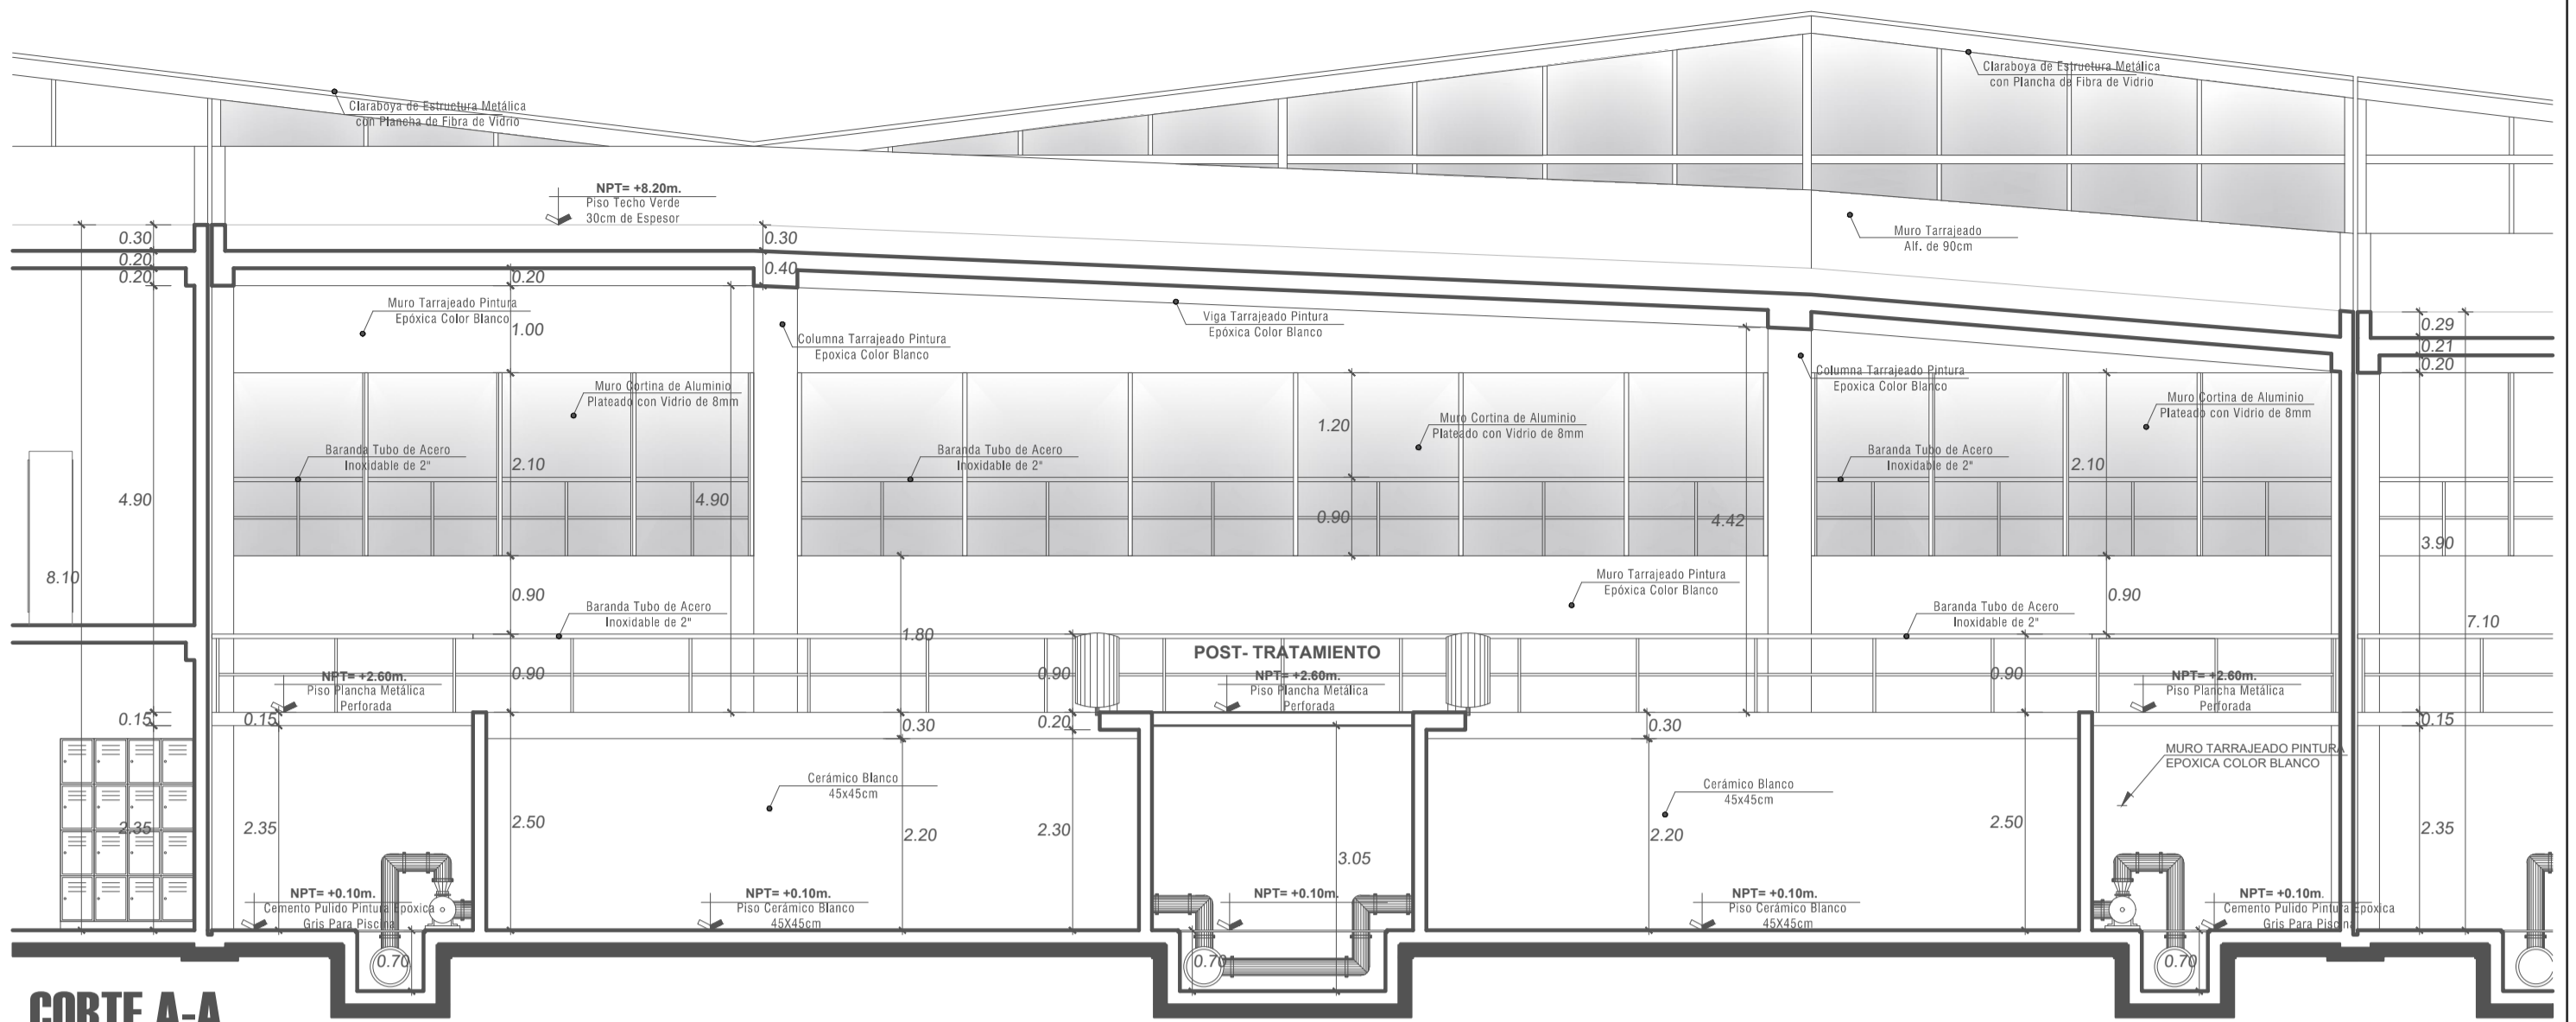 Claraboya de Estructura Metálica
con Plancha de Fibra de Vidrio
Claraboya de Estructura Metálica
con Plancha de Fibra de Vidrio
NPT= +8.20m.
Piso Techo Verde
30cm de Espesor
Muro Tarrajeado
Alf. de 90cm
0.30
0.20
0.20
0.20
0.30
0.40
0.29
0.21
0.20
Muro Tarrajeado Pintura
Epóxica Color Blanco
1.00
Columna Tarrajeado Pintura
Epoxica Color Blanco
Viga Tarrajeado Pintura
Epóxica Color Blanco
Columna Tarrajeado Pintura
Epoxica Color Blanco
Muro Cortina de Aluminio
Plateado con Vidrio de 8mm
1.20
Muro Cortina de Aluminio
Plateado con Vidrio de 8mm
Muro Cortina de Aluminio
Plateado con Vidrio de 8mm
Baranda Tubo de Acero
Inoxidable de 2"
2.10
Baranda Tubo de Acero
Inoxidable de 2"
Baranda Tubo de Acero
Inoxidable de 2"
2.10
4.90
4.90
0.90
4.42
3.90
8.10
0.90
Baranda Tubo de Acero
Inoxidable de 2"
Muro Tarrajeado Pintura
Epóxica Color Blanco
Baranda Tubo de Acero
Inoxidable de 2"
0.90
7.10
1.80
POST- TRATAMIENTO
NPT= +2.60m.
Piso Plancha Metálica
Perforada
0.90
0.90
NPT= +2.60m.
Piso Plancha Metálica
Perforada
0.90
NPT= +2.60m.
Piso Plancha Metálica
Perforada
0.15
0.15
0.30
0.20
0.30
0.15
MURO TARRAJEADO PINTURA
EPOXICA COLOR BLANCO
Cerámico Blanco
45x45cm
Cerámico Blanco
45x45cm
2.35
2.35
2.50
2.20
2.30
3.05
2.20
2.50
2.35
NPT= +0.10m.
Cemento Pulido Pintura Epoxica
Gris Para Piscina
NPT= +0.10m.
Piso Cerámico Blanco
45X45cm
NPT= +0.10m.
NPT= +0.10m.
Piso Cerámico Blanco
45X45cm
NPT= +0.10m.
Cemento Pulido Pintura Epoxica
Gris Para Piscina
0.70
0.70
0.70
CORTE A-A